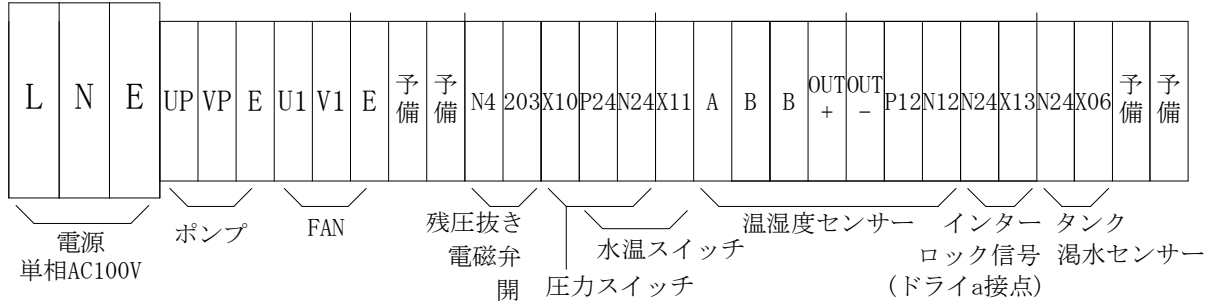 L N E UP VP E U1 V1 E 予備 予備 N4 203 X10 P24 N24 X11 A B B OUT+ OUT- P12 N12 N24 X13 N24 X06 予備 予備
電源
単相AC100V
ポンプ
FAN
残圧抜き
電磁弁
開
圧力スイッチ
水温スイッチ
温湿度センサー
インター
ロック信号
(ドライa接点)
タンク
渇水センサー